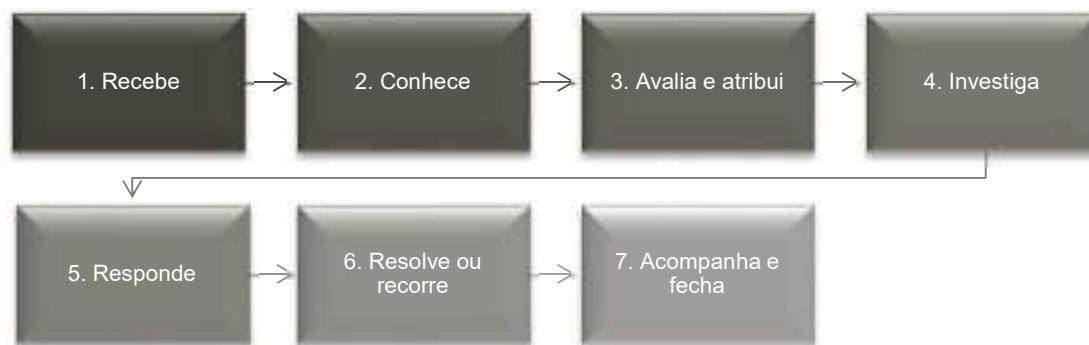 1. Recebe
2. Conhece
3. Avalia e atribui
4. Investiga
5. Responde
6. Resolve ou
recorre
7. Acompanha e
fecha